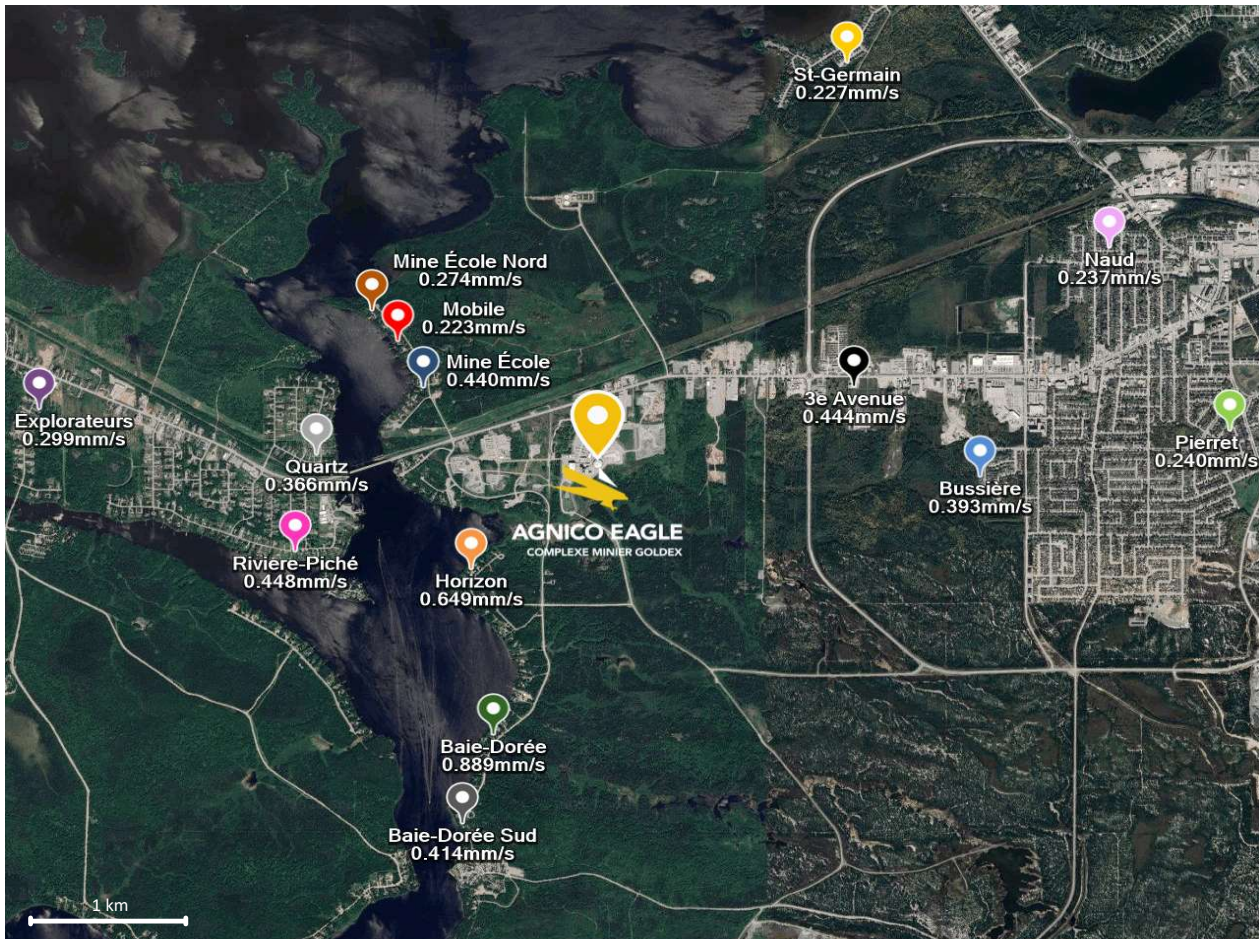 St-Germain
0.227mm/s
Naud
0.237mm/s
Mine École Nord
0.274mm/s
Mobile
0.223mm/s
Mine École
0.440mm/s
3e Avenue
0.444mm/s
Explorateurs
0.299mm/s
Quartz
0.366mm/s
Pierret
0.240mm/s
Bussière
0.393mm/s
AGNICO EAGLE
COMPLEXE MINIER GOLDEX
Riviere-Piché
0.448mm/s
Horizon
0.649mm/s
Baie-Dorée
0.889mm/s
Baie-Dorée Sud
0.414mm/s
1 km